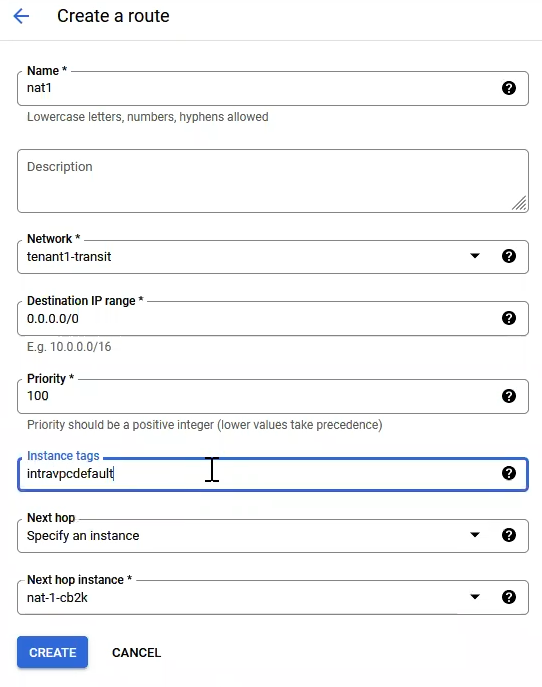 Create a route
Name *
nat1
Lowercase letters, numbers, hyphens allowed
Description
Network *
tenant1-transit
Destination IP range *
0.0.0.0/0
E.g. 10.0.0.0/16
Priority *
100
Priority should be a positive integer (lower values take precedence)
Instance tags
intravpcdefault
Next hop
Specify an instance
Next hop instance *
nat-1-cb2k
CREATE CANCEL